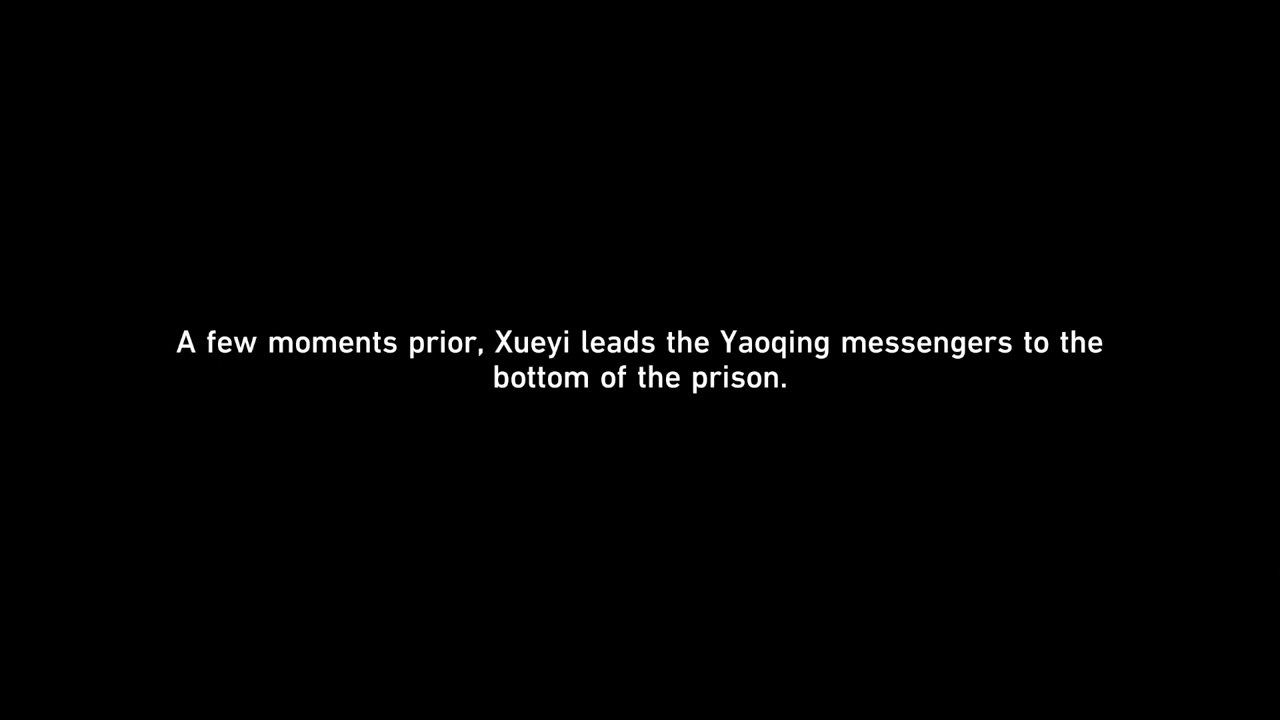 A few moments prior, Xueyi leads the Yaoqing messengers to the
bottom of the prison.